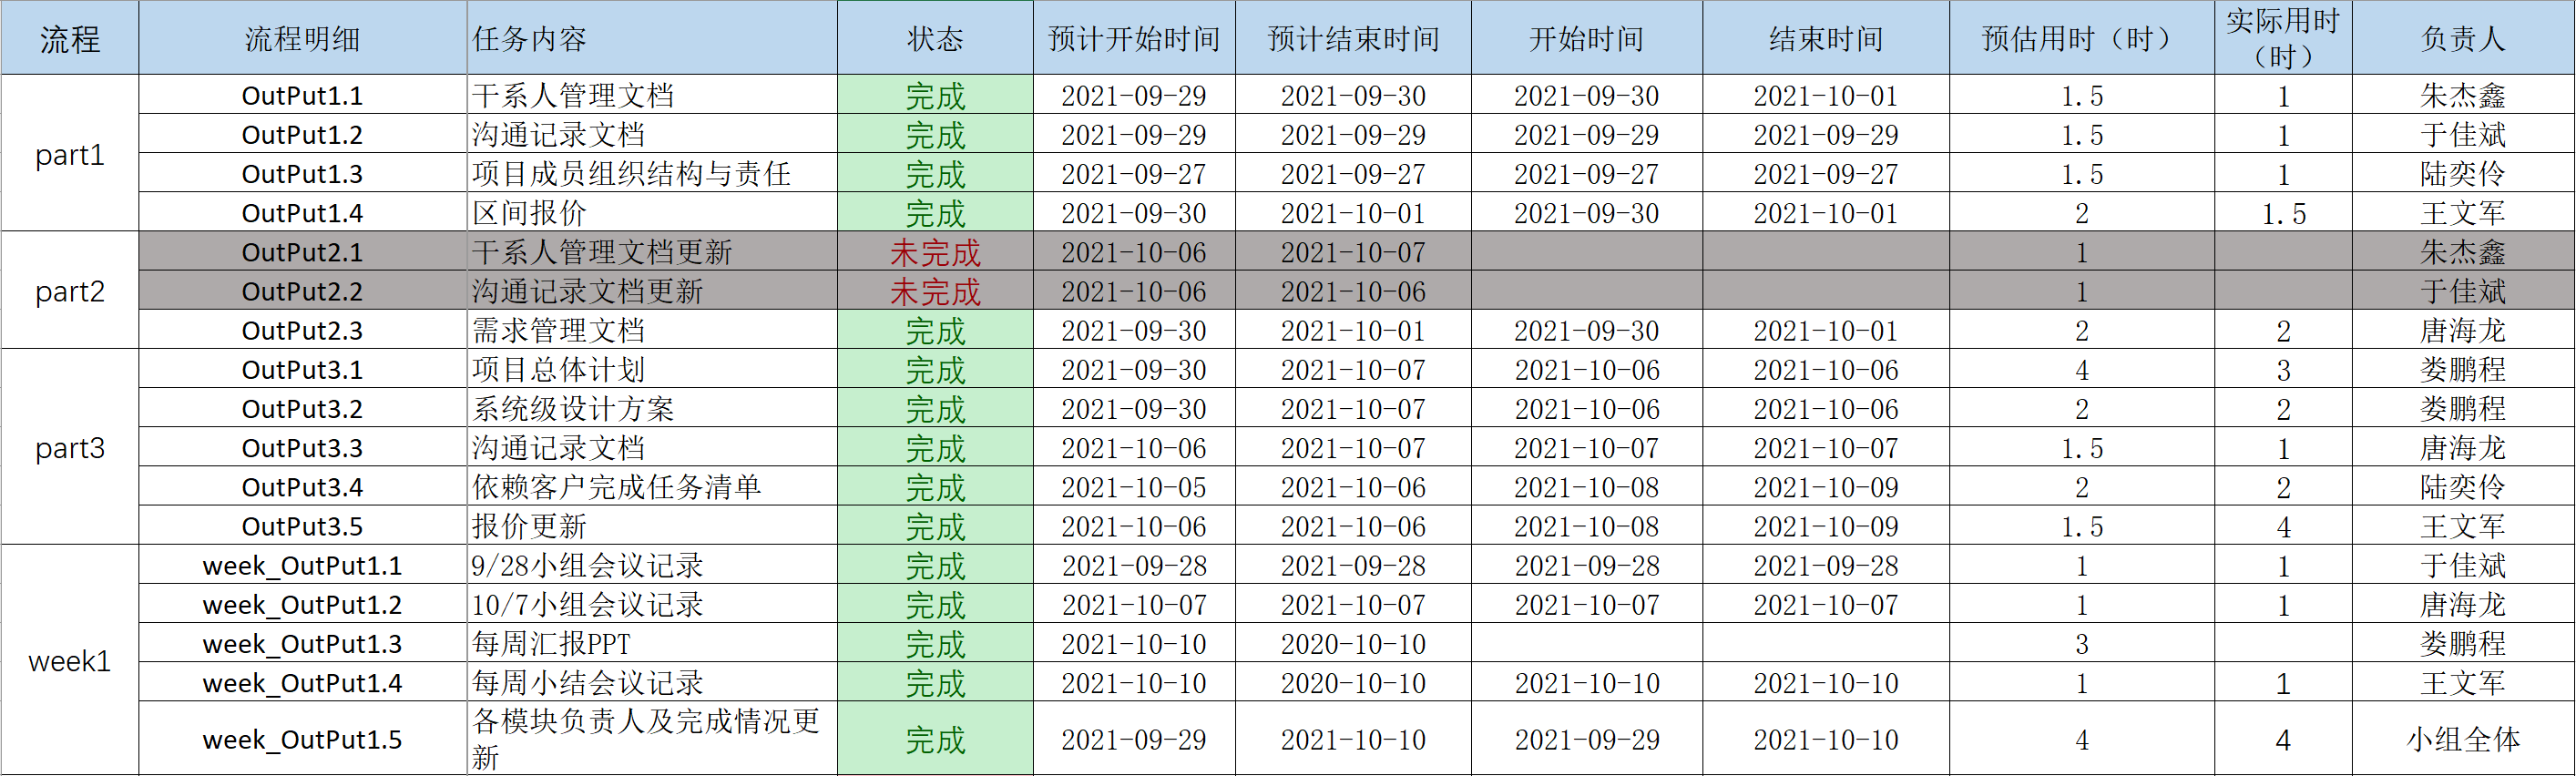 流程 流程明细 任务内容 状态 预计开始时间 预计结束时间 开始时间 结束时间 预估用时（时） 实际用时（时） 负责人
part1 OutPut1.1 干系人管理文档 完成 2021-09-29 2021-09-30 2021-09-30 2021-10-01 1.5 1 朱杰鑫
OutPut1.2 沟通记录文档 完成 2021-09-29 2021-09-29 2021-09-29 2021-09-29 1.5 1 于佳斌
OutPut1.3 项目成员组织结构与责任 完成 2021-09-27 2021-09-27 2021-09-27 2021-09-27 1.5 1 陆奕伶
OutPut1.4 区间报价 完成 2021-09-30 2021-10-01 2021-09-30 2021-10-01 2 1.5 王文军
part2 OutPut2.1 干系人管理文档更新 未完成 2021-10-06 2021-10-07 1 朱杰鑫
OutPut2.2 沟通记录文档更新 未完成 2021-10-06 2021-10-06 1 于佳斌
OutPut2.3 需求管理文档 完成 2021-09-30 2021-10-01 2021-09-30 2021-10-01 2 2 唐海龙
part3 OutPut3.1 项目总体计划 完成 2021-09-30 2021-10-07 2021-10-06 2021-10-06 4 3 娄鹏程
OutPut3.2 系统级设计方案 完成 2021-09-30 2021-10-07 2021-10-06 2021-10-06 2 2 娄鹏程
OutPut3.3 沟通记录文档 完成 2021-10-06 2021-10-07 2021-10-07 2021-10-07 1.5 1 唐海龙
OutPut3.4 依赖客户完成任务清单 完成 2021-10-05 2021-10-06 2021-10-08 2021-10-09 2 2 陆奕伶
OutPut3.5 报价更新 完成 2021-10-06 2021-10-06 2021-10-08 2021-10-09 1.5 4 王文军
week1 week_OutPut1.1 9/28小组会议记录 完成 2021-09-28 2021-09-28 2021-09-28 2021-09-28 1 1 于佳斌
week_OutPut1.2 10/7小组会议记录 完成 2021-10-07 2021-10-07 2021-10-07 2021-10-07 1 1 唐海龙
week_OutPut1.3 每周汇报PPT 完成 2021-10-10 2020-10-10 3 娄鹏程
week_OutPut1.4 每周小结会议记录 完成 2021-10-10 2020-10-10 2021-10-10 2021-10-10 1 1 王文军
week_OutPut1.5 各模块负责人及完成情况更新 完成 2021-09-29 2021-10-10 2021-09-29 2021-10-10 4 4 小组全体